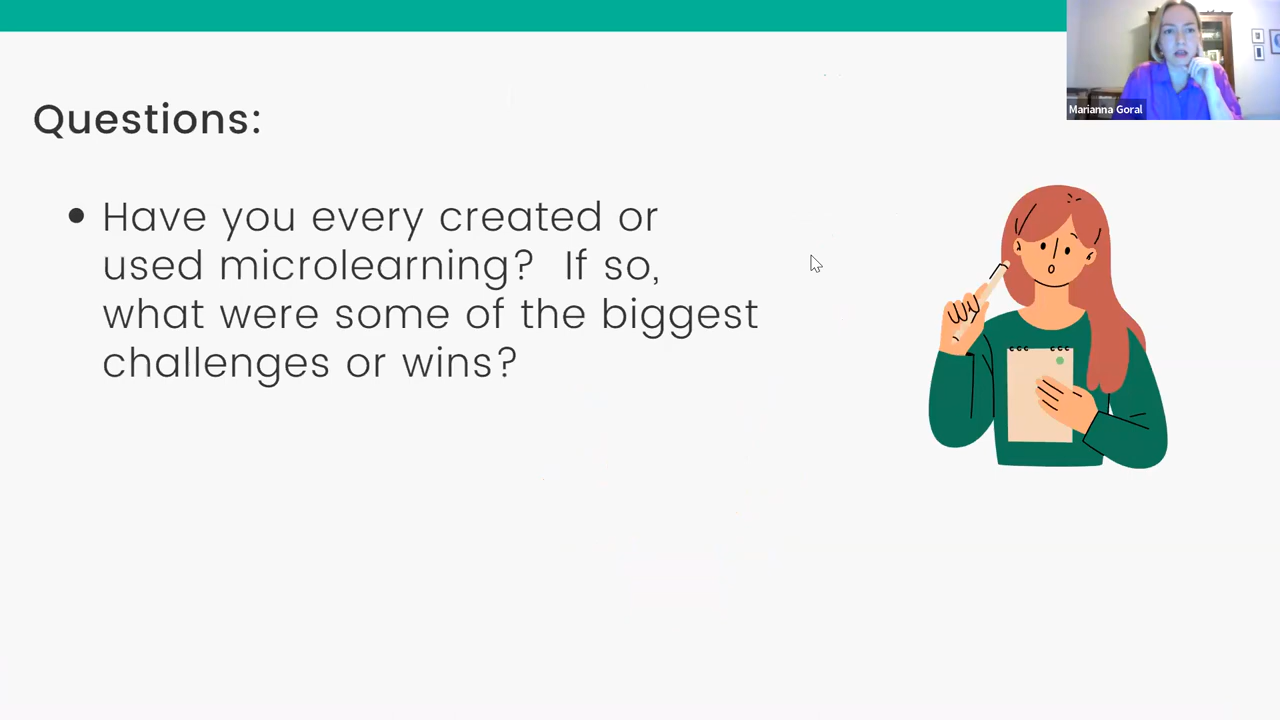 Marianna Goral
Questions:
• Have you every created or
used microlearning?  If so,
what were some of the biggest
challenges or wins?